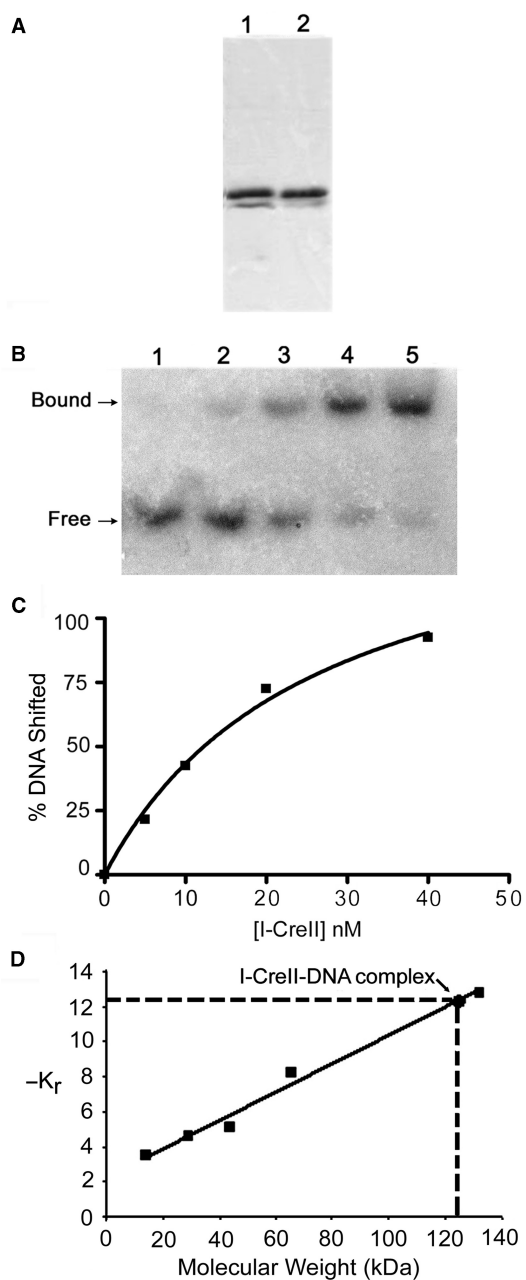 A
1 2
B
1 2 3 4 5
Bound →
Free →
C
100
75
50
25
0
% DNA Shifted
0 10 20 30 40 50
[I-CreII] nM
D
14
12
10
8
6
4
2
0
–Kr
I-CreII-DNA complex
0 20 40 60 80 100 120 140
Molecular Weight (kDa)